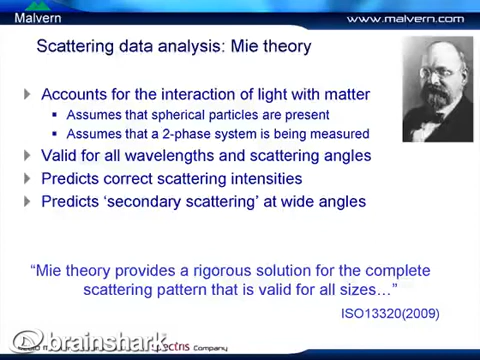 Malvern
www.malvern.com
Scattering data analysis: Mie theory
Accounts for the interaction of light with matter
Assumes that spherical particles are present
Assumes that a 2-phase system is being measured
Valid for all wavelengths and scattering angles
Predicts correct scattering intensities
Predicts ‘secondary scattering’ at wide angles
“Mie theory provides a rigorous solution for the complete
scattering pattern that is valid for all sizes…”
ISO13320(2009)
brainshark
Company